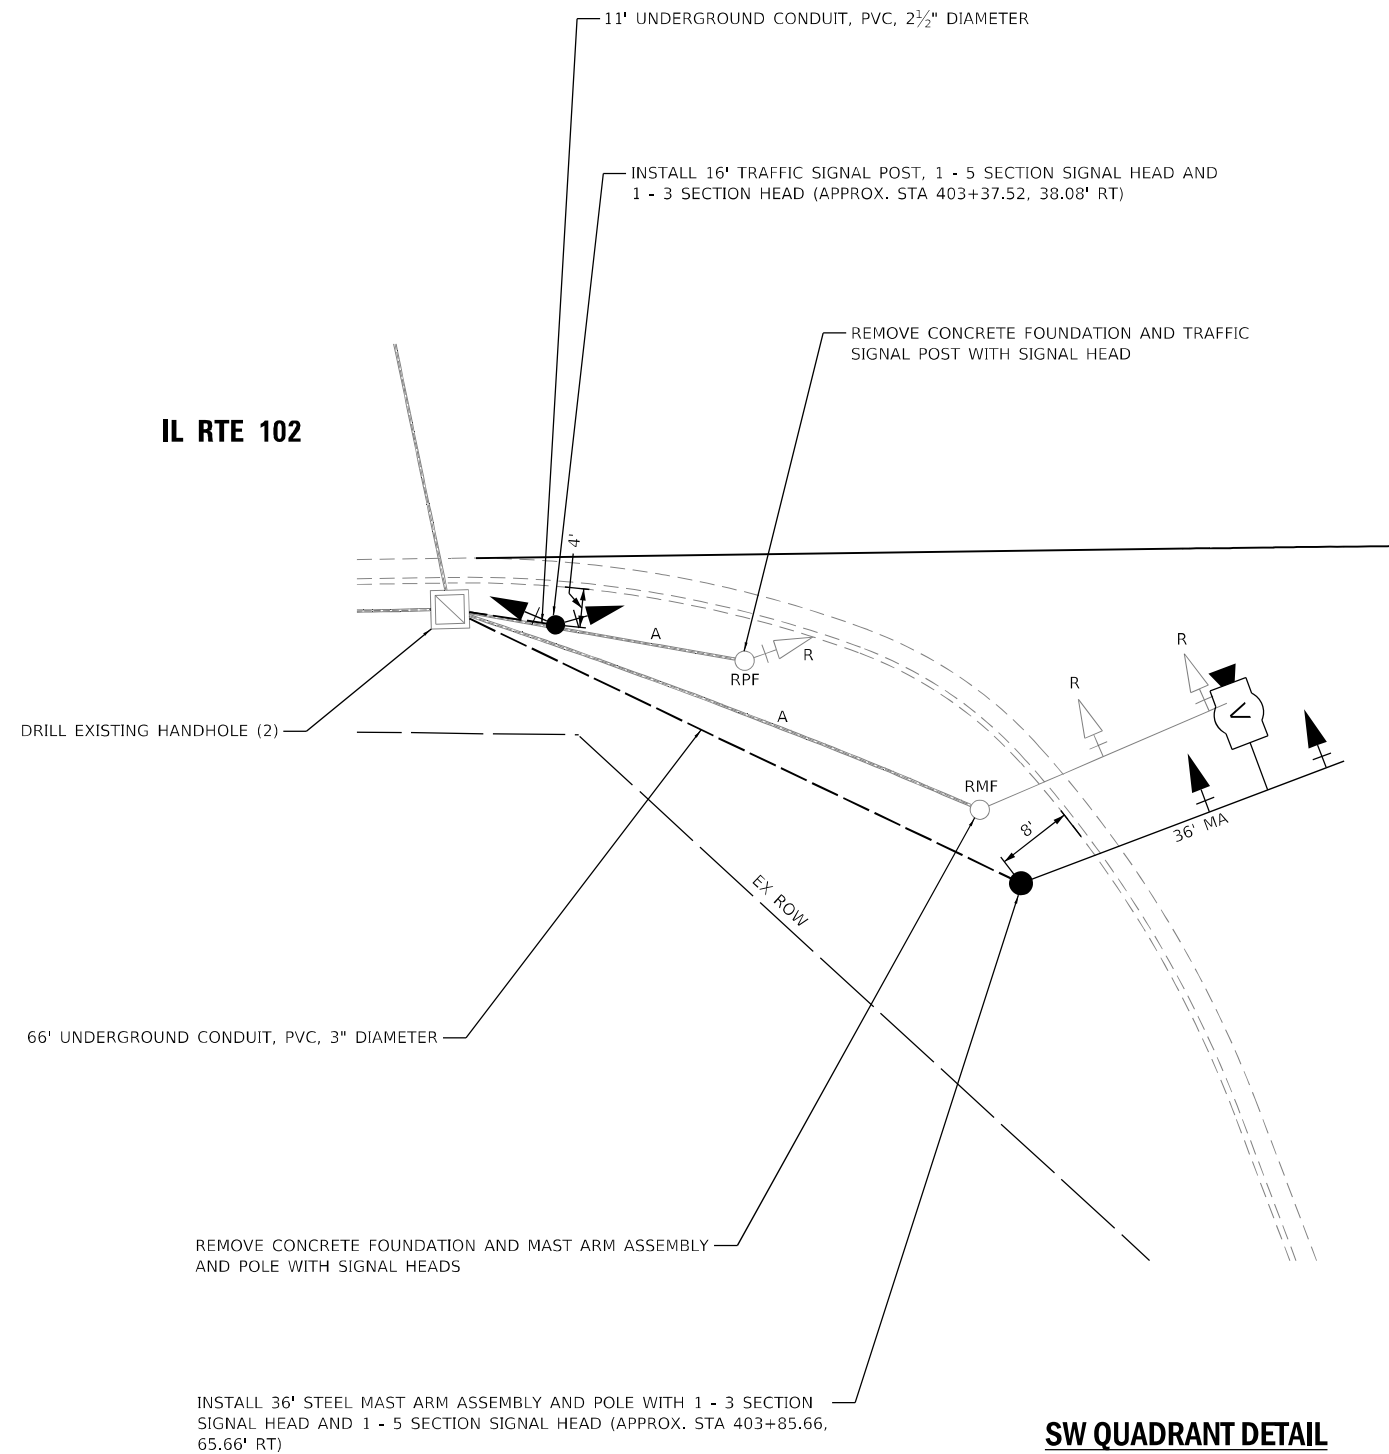 11' UNDERGROUND CONDUIT, PVC, 2½" DIAMETER
INSTALL 16' TRAFFIC SIGNAL POST, 1 - 5 SECTION SIGNAL HEAD AND
1 - 3 SECTION HEAD (APPROX. STA 403+37.52, 38.08' RT)
REMOVE CONCRETE FOUNDATION AND TRAFFIC
SIGNAL POST WITH SIGNAL HEAD
IL RTE 102
4'
A
R
RPF
R
R
A
<
DRILL EXISTING HANDHOLE (2)
RMF
8'
36' MA
EX ROW
66' UNDERGROUND CONDUIT, PVC, 3" DIAMETER
REMOVE CONCRETE FOUNDATION AND MAST ARM ASSEMBLY
AND POLE WITH SIGNAL HEADS
INSTALL 36' STEEL MAST ARM ASSEMBLY AND POLE WITH 1 - 3 SECTION
SIGNAL HEAD AND 1 - 5 SECTION SIGNAL HEAD (APPROX. STA 403+85.66,
65.66' RT)
SW QUADRANT DETAIL